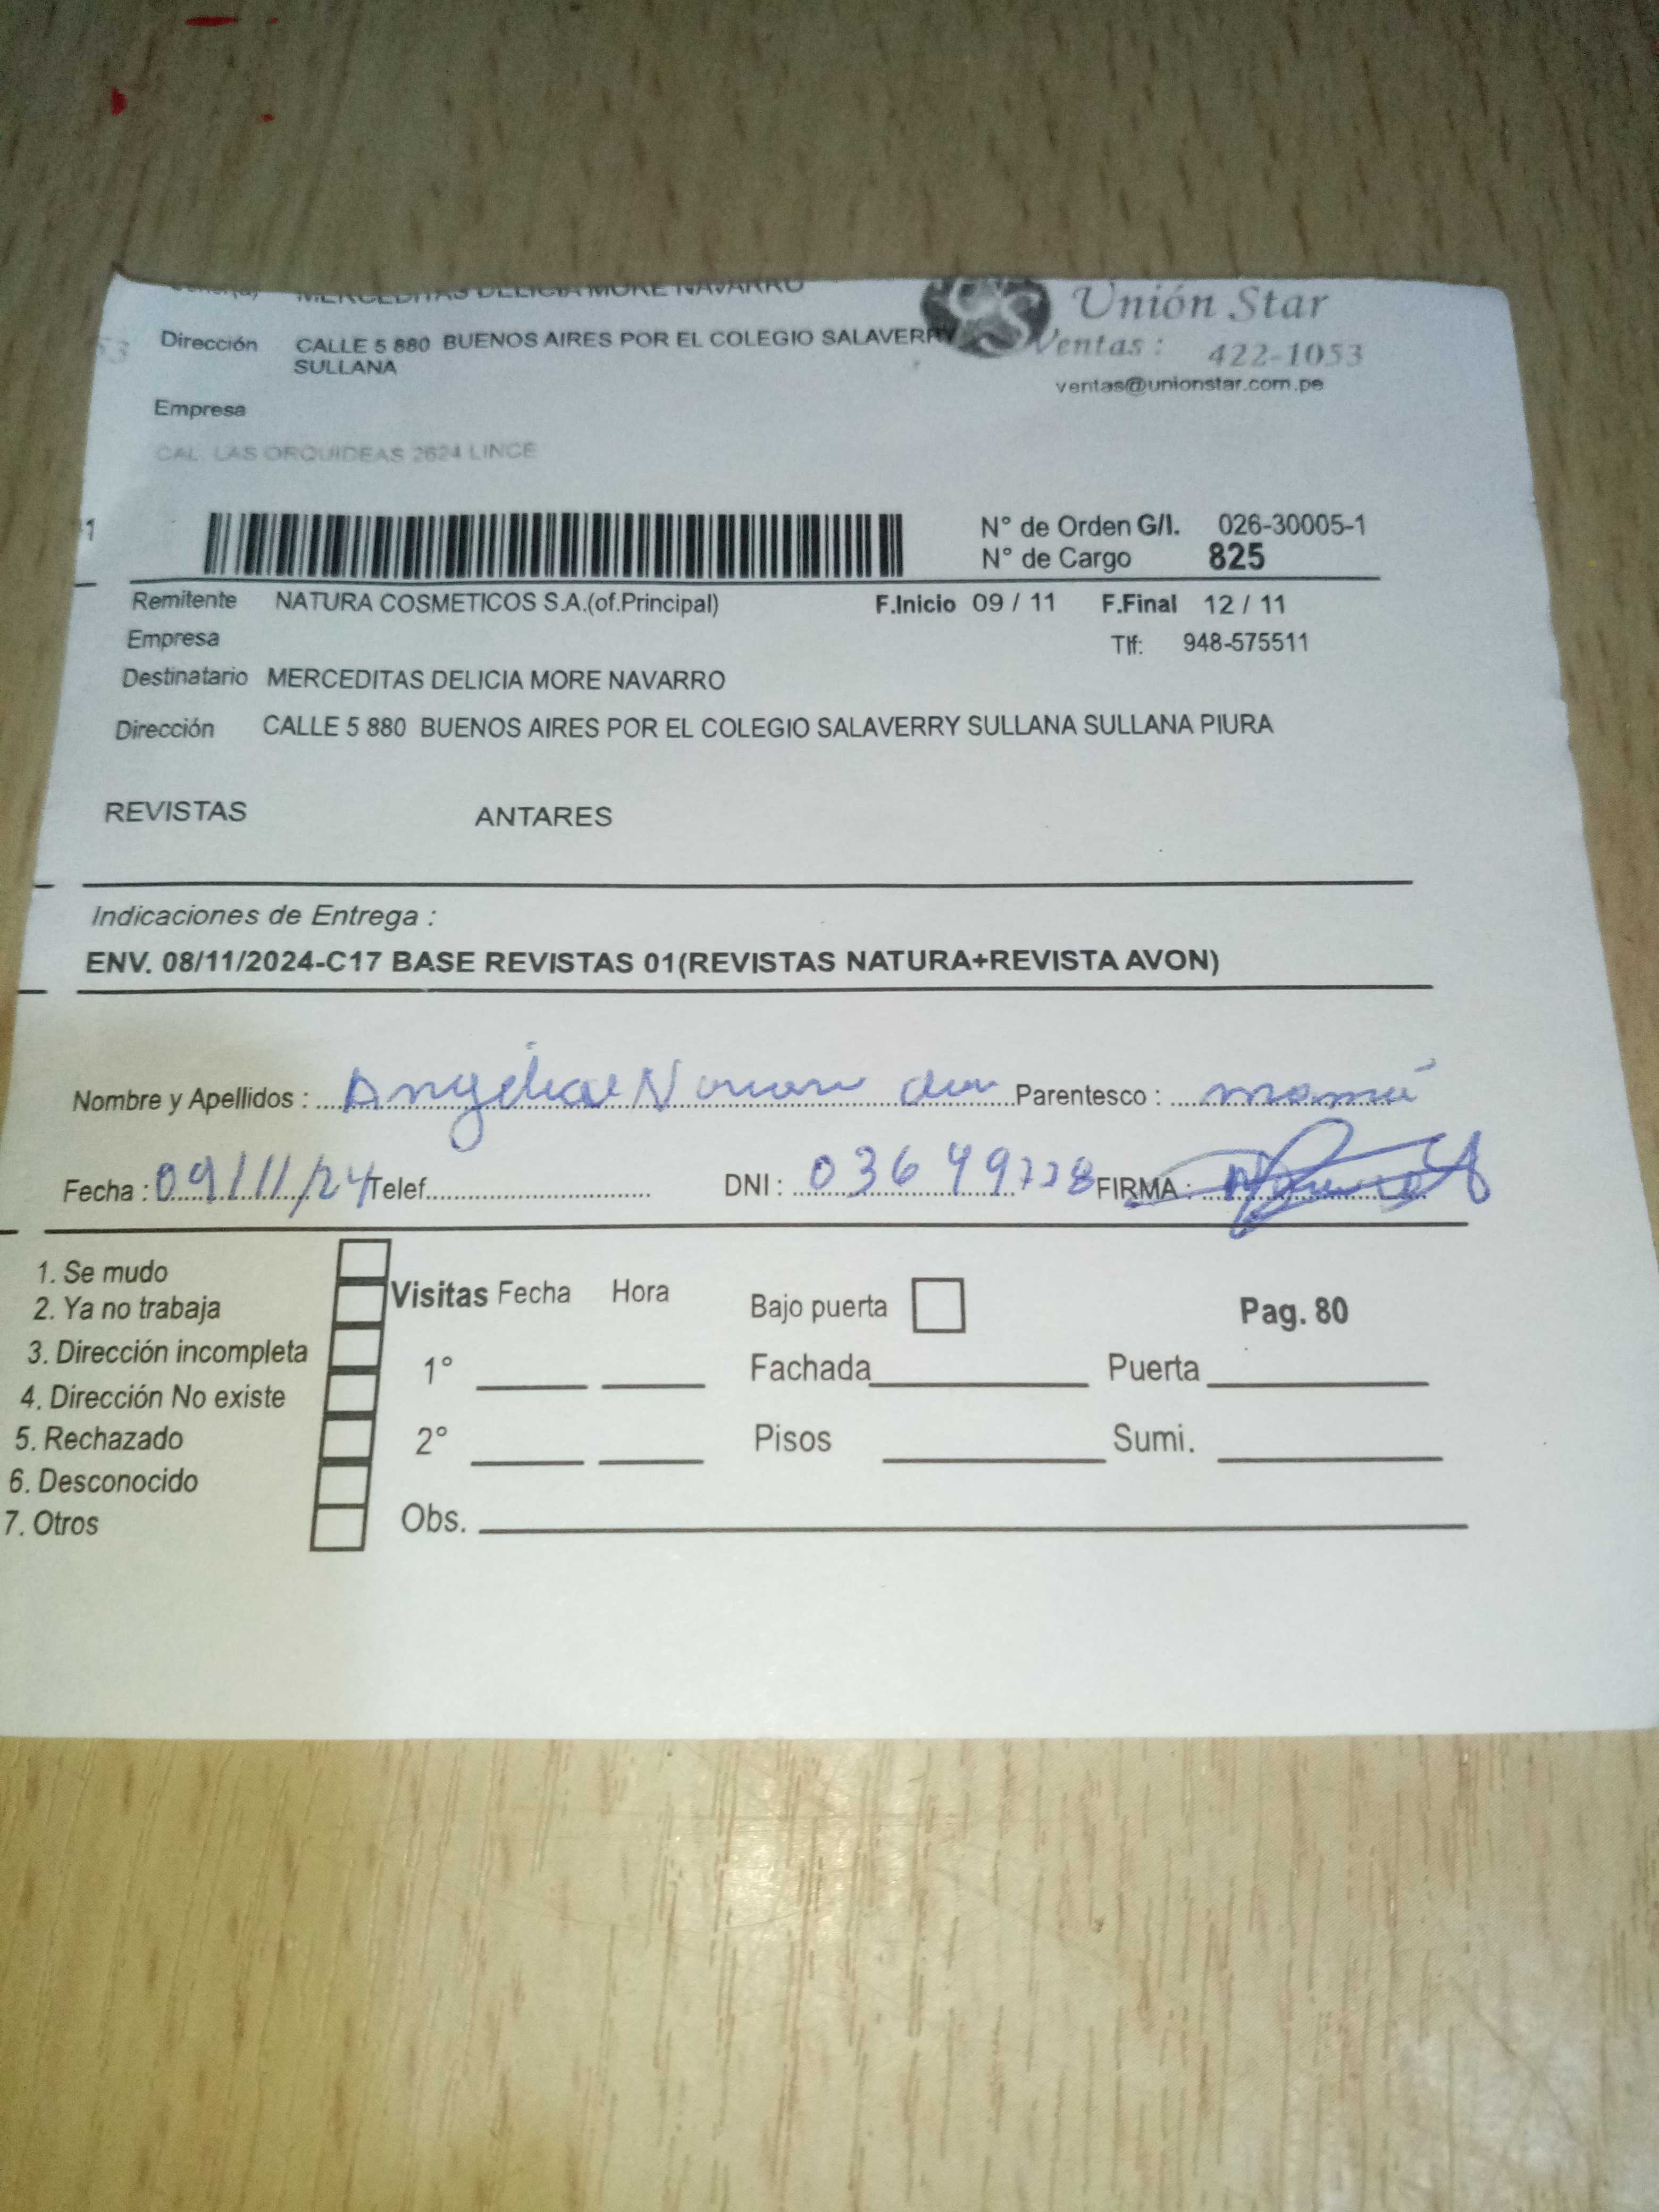 Señor(a) MERCEDITAS DELICIA MORE NAVARRO
Unión Star
Dirección CALLE 5 880 BUENOS AIRES POR EL COLEGIO SALAVERRY
SULLANA
Ventas : 422-1053
ventas@unionstar.com.pe
Empresa
CAL. LAS ORQUIDEAS 2624 LINCE
N° de Orden G/I. 026-30005-1
N° de Cargo 825
Remitente NATURA COSMETICOS S.A.(of.Principal) F.Inicio 09 / 11 F.Final 12 / 11
Empresa Tlf: 948-575511
Destinatario MERCEDITAS DELICIA MORE NAVARRO
Dirección CALLE 5 880 BUENOS AIRES POR EL COLEGIO SALAVERRY SULLANA SULLANA PIURA
REVISTAS ANTARES
Indicaciones de Entrega :
ENV. 08/11/2024-C17 BASE REVISTAS 01(REVISTAS NATURA+REVISTA AVON)
Nombre y Apellidos : Angelica Parentesco : mamá
Fecha : 09/11/24 Telef. DNI : 03649728 FIRMA :
1. Se mudo
2. Ya no trabaja
3. Dirección incompleta
4. Dirección No existe
5. Rechazado
6. Desconocido
7. Otros
Visitas Fecha Hora Bajo puerta Pag. 80
1° Fachada Puerta
2° Pisos Sumi.
Obs.